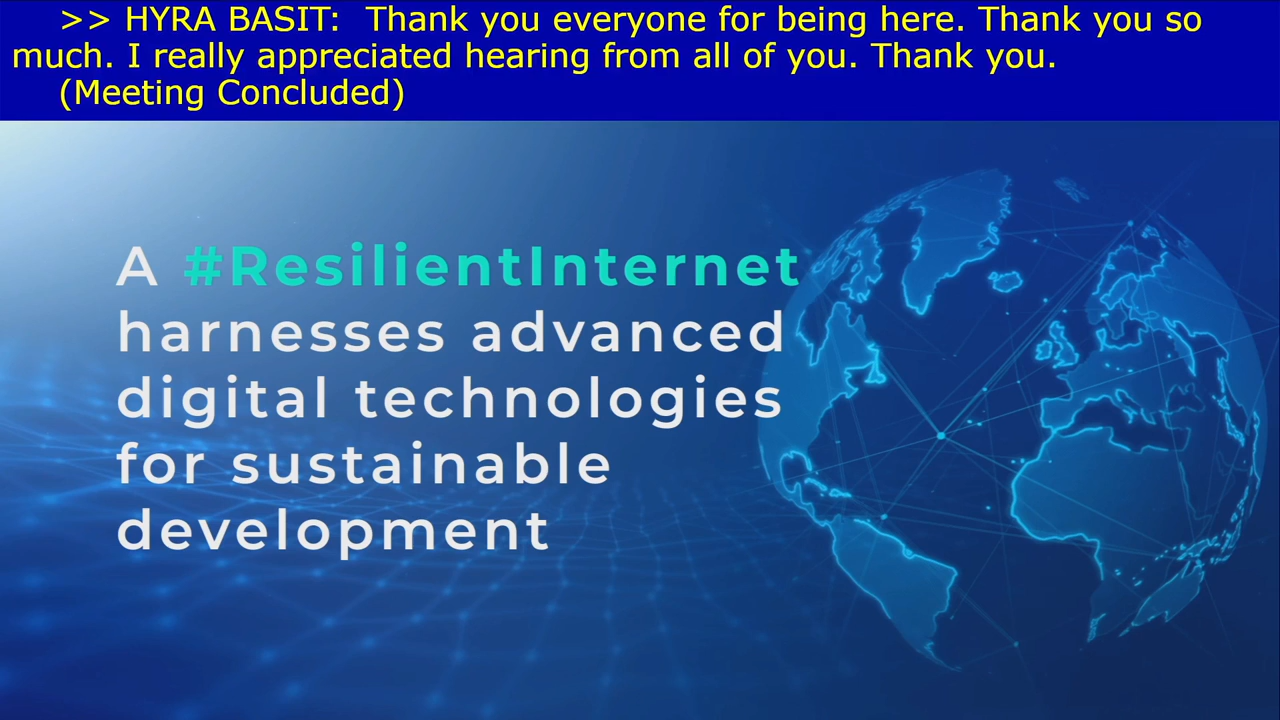 >> HYRA BASIT:  Thank you everyone for being here. Thank you so
much. I really appreciated hearing from all of you. Thank you.
(Meeting Concluded)
A #ResilientInternet
harnesses advanced
digital technologies
for sustainable
development